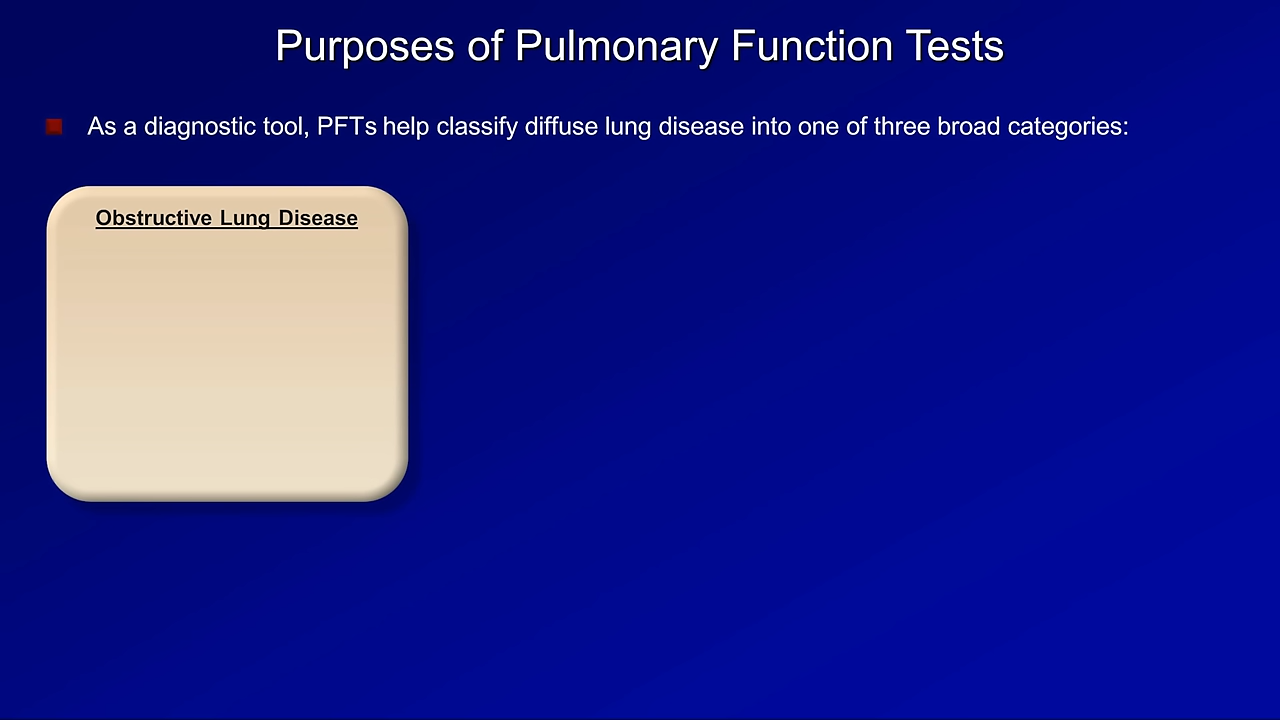 Purposes of Pulmonary Function Tests
As a diagnostic tool, PFTs help classify diffuse lung disease into one of three broad categories:
Obstructive Lung Disease